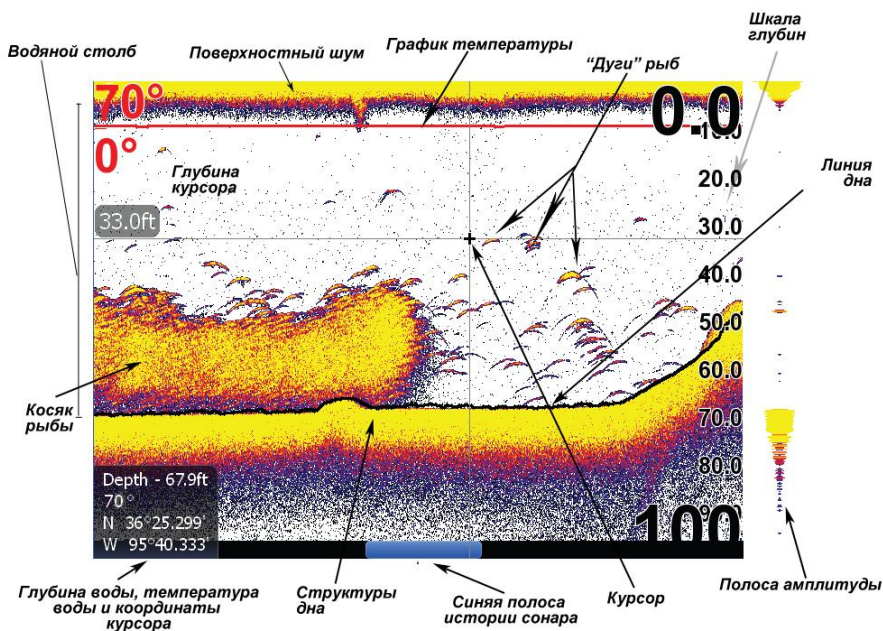 Шкала
глубин
Водяной столб
Поверхностный шум
График температуры
“Дуги” рыб
70°
0.0
10.0
0°
Глубина
курсора
20.0
Линия
дна
33.0ft
30.0
40.0
50.0
60.0
Косяк
рыбы
70.0
80.0
Depth - 67.9ft
70 °
N 36°25.299'
W 95°40.333'
100
Глубина воды, температура
воды и координаты
курсора
Структуры
дна
Синяя полоса
истории сонара
Курсор
Полоса амплитуды